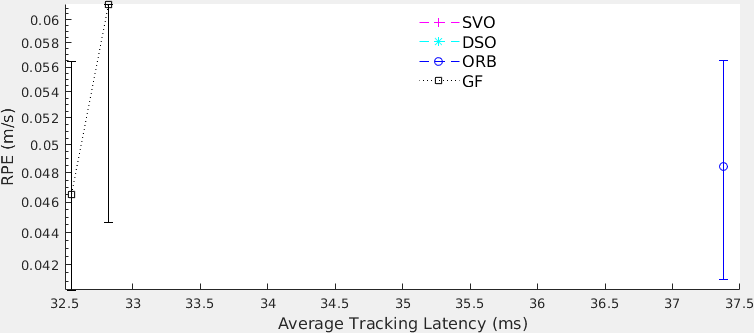 SVO
DSO
ORB
GF
0.06
0.058
0.056
0.054
0.052
0.05
0.048
0.046
0.044
0.042
RPE (m/s)
32.5 33 33.5 34 34.5 35 35.5 36 36.5 37 37.5
Average Tracking Latency (ms)